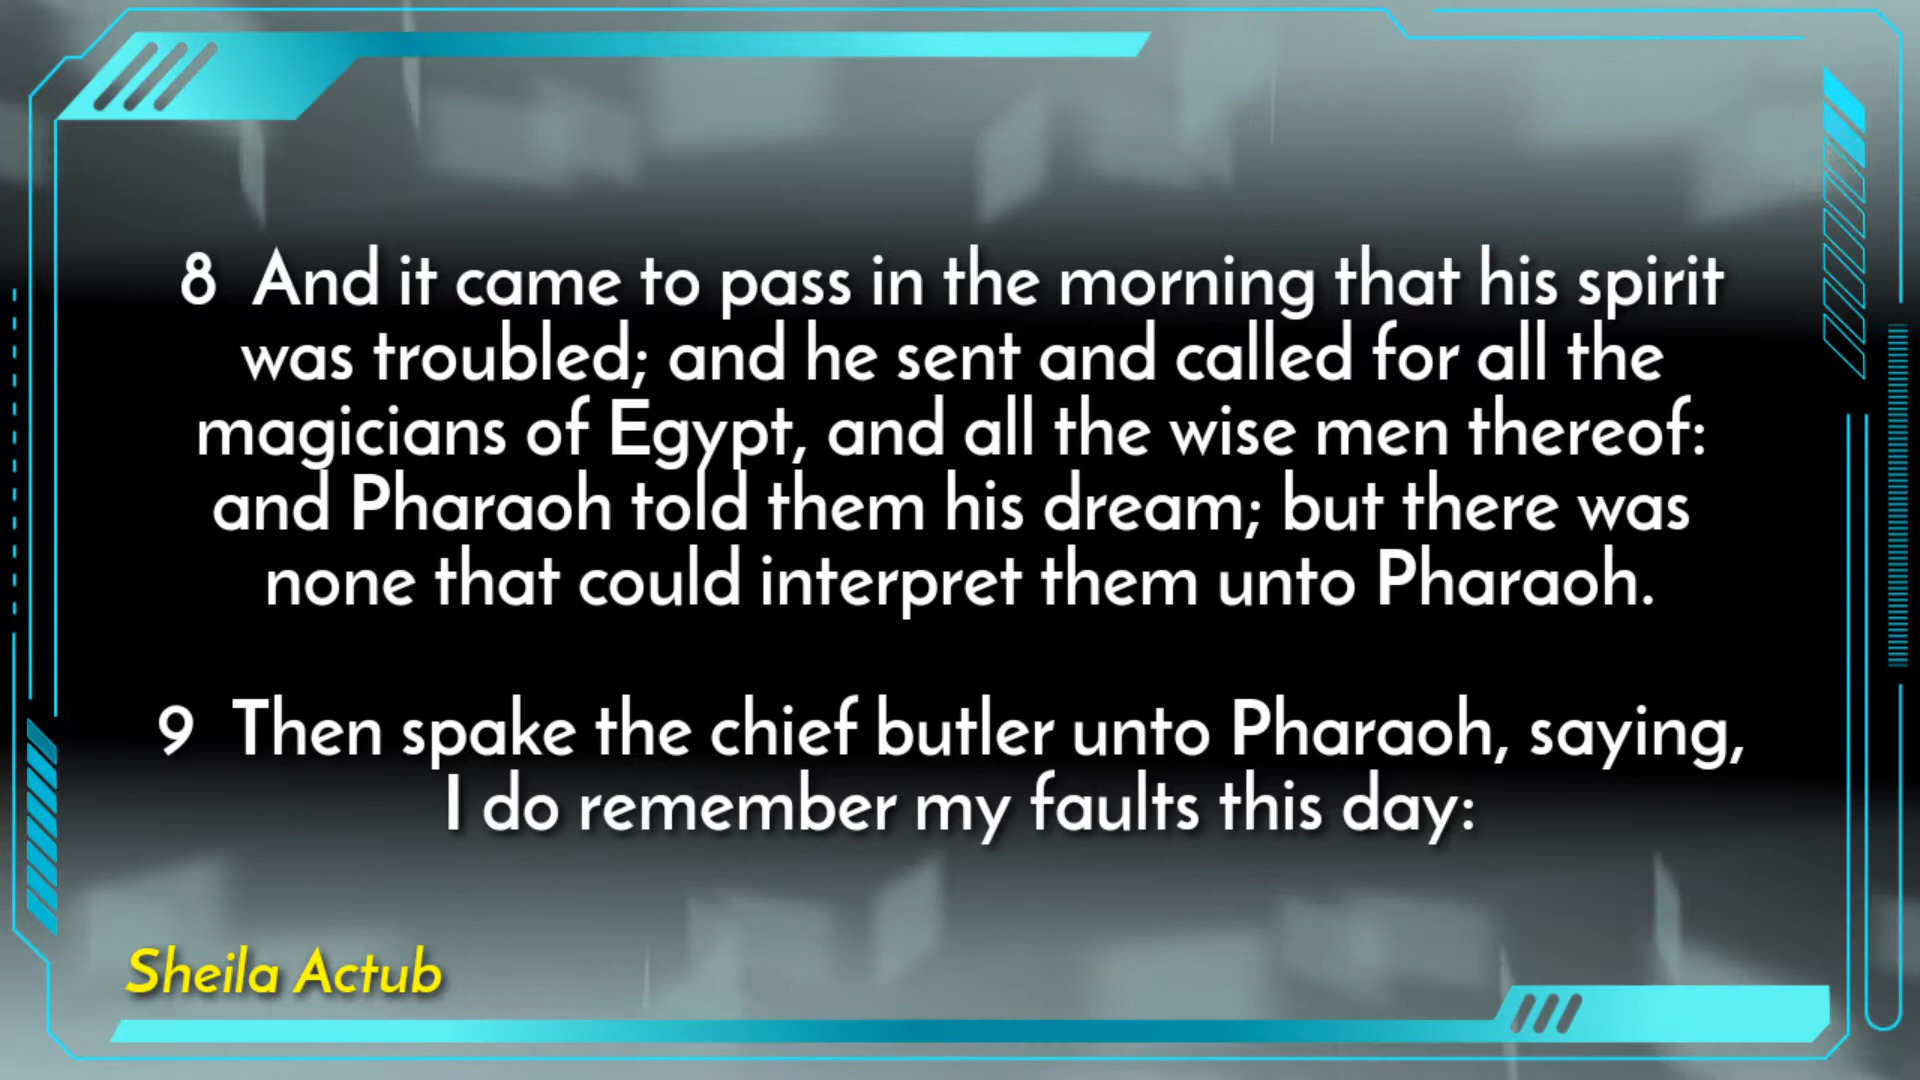 8 And it came to pass in the morning that his spirit
was troubled; and he sent and called for all the
magicians of Egypt, and all the wise men thereof:
and Pharaoh told them his dream; but there was
none that could interpret them unto Pharaoh.
9 Then spake the chief butler unto Pharaoh, saying,
I do remember my faults this day:
Sheila Actub